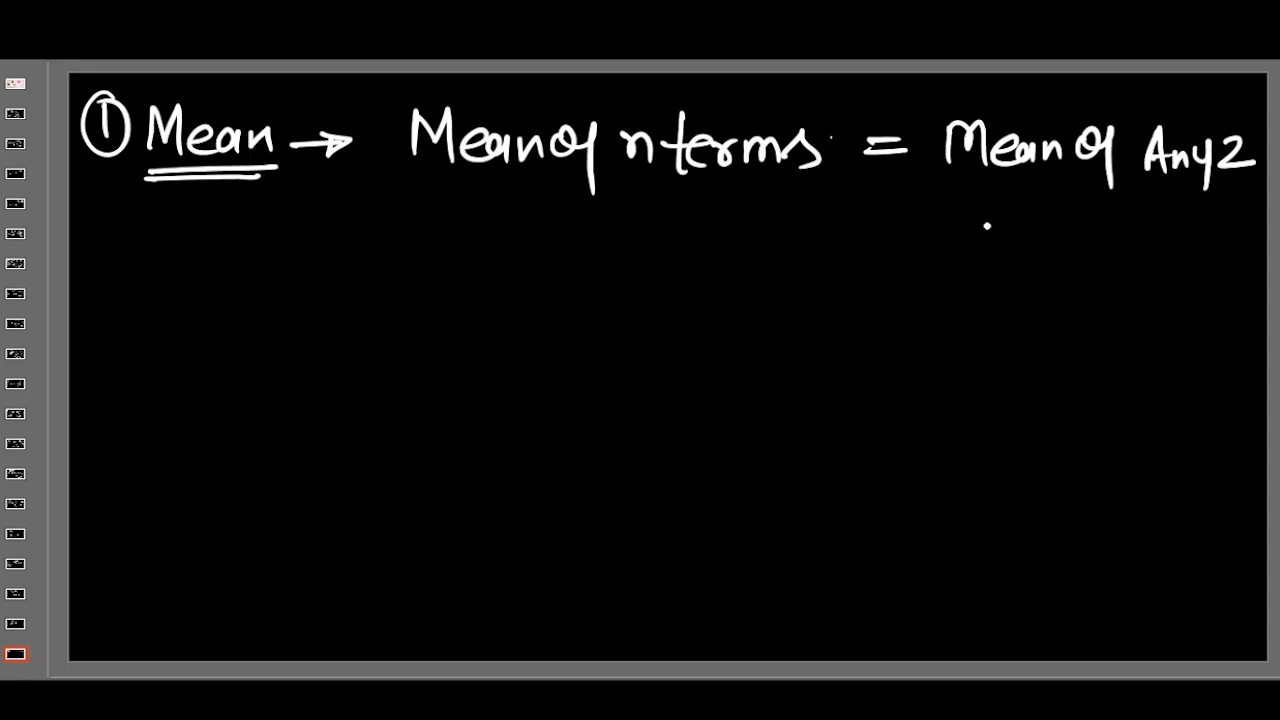 ① Mean → Mean of n terms = Mean of Any 2